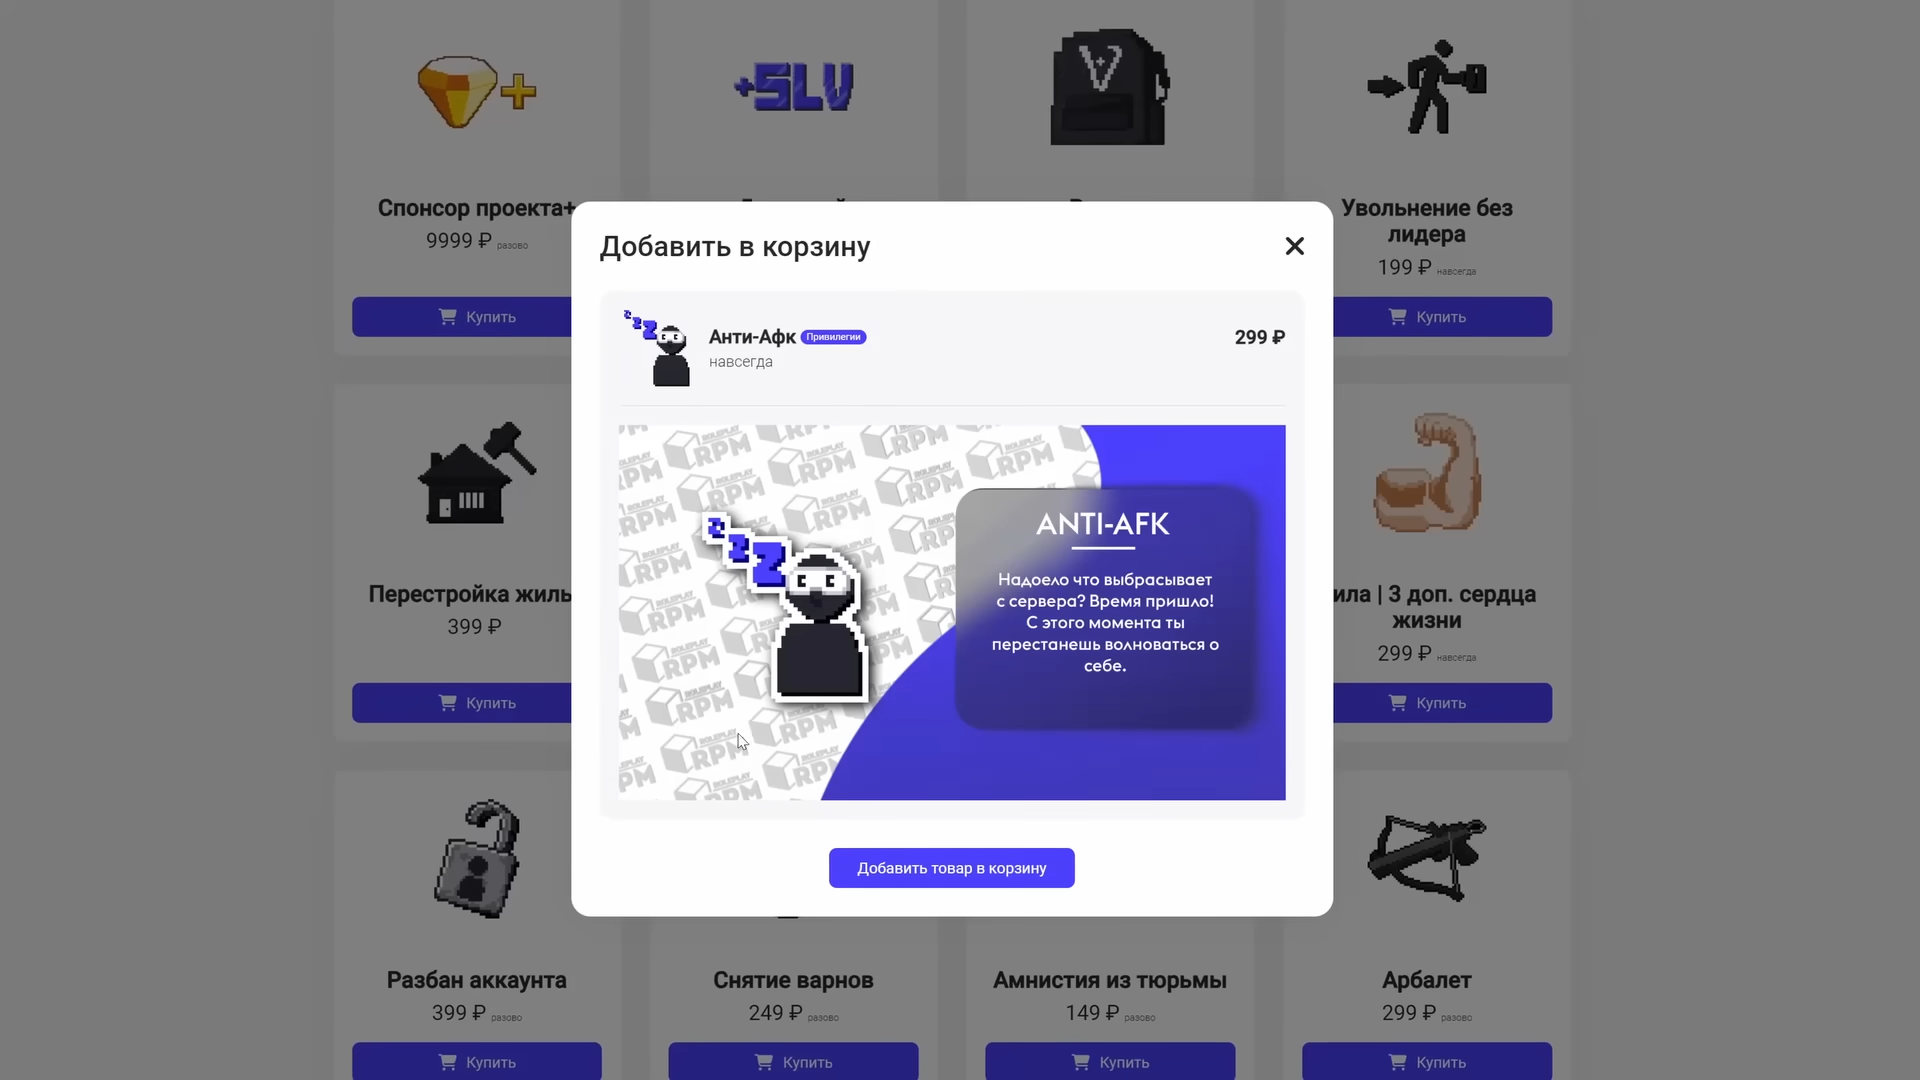 +5LV
V
Спонсор проекта+
9999 ₽ разово
Купить
Увольнение без
лидера
199 ₽ навсегда
Купить
Добавить в корзину
Анти-Афк Привилегии
299 ₽
навсегда
ROLEPLAY
RPM
z
z
Z
ANTI-AFK
Надоело что выбрасывает
с сервера? Время пришло!
С этого момента ты
перестанешь волноваться о
себе.
Добавить товар в корзину
Перестройка жиль
399 ₽
Купить
ила | 3 доп. сердца
жизни
299 ₽ навсегда
Купить
Разбан аккаунта
399 ₽ разово
Купить
Снятие варнов
249 ₽ разово
Купить
Амнистия из тюрьмы
149 ₽ разово
Купить
Арбалет
299 ₽ разово
Купить